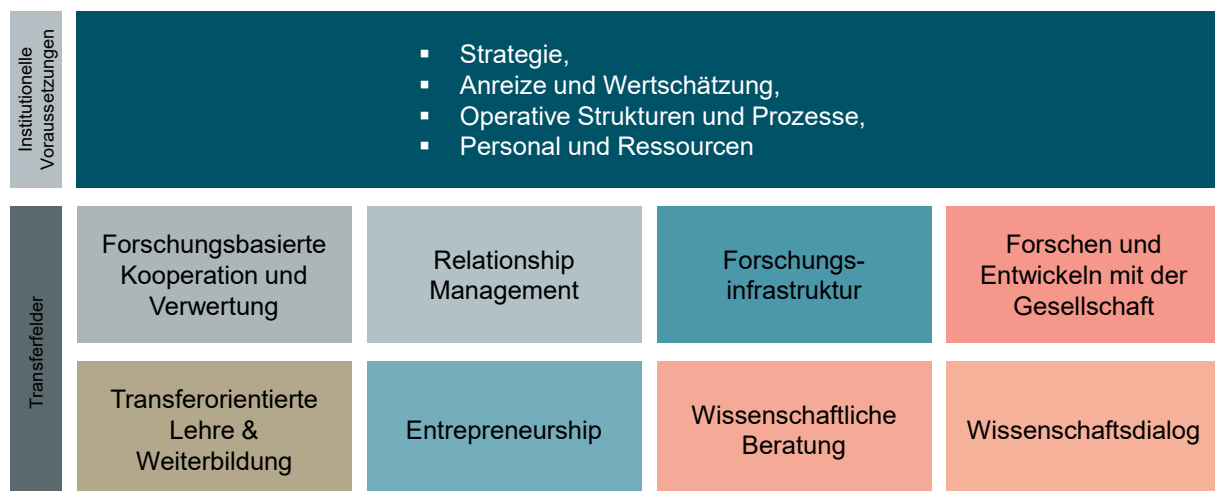 Institutionelle
Voraussetzungen
▪ Strategie,
▪ Anreize und Wertschätzung,
▪ Operative Strukturen und Prozesse,
▪ Personal und Ressourcen
Transferfelder
Forschungsbasierte
Kooperation und
Verwertung
Relationship
Management
Forschungs-
infrastruktur
Forschen und
Entwickeln mit der
Gesellschaft
Transferorientierte
Lehre &
Weiterbildung
Entrepreneurship
Wissenschaftliche
Beratung
Wissenschaftsdialog